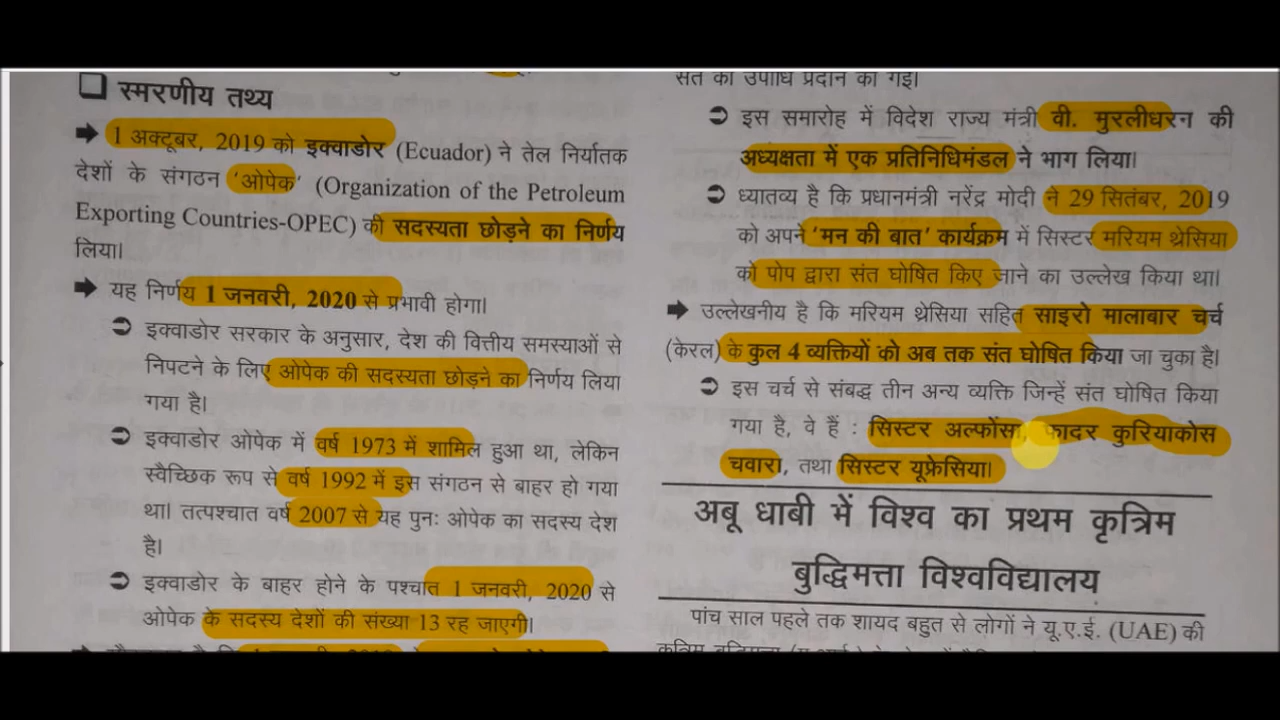 स्मरणीय तथ्य
1 अक्टूबर, 2019 को इक्वाडोर (Ecuador) ने तेल निर्यातक
देशों के संगठन 'ओपेक' (Organization of the Petroleum
Exporting Countries-OPEC) की सदस्यता छोड़ने का निर्णय
लिया।
यह निर्णय 1 जनवरी, 2020 से प्रभावी होगा।
इक्वाडोर सरकार के अनुसार, देश की वित्तीय समस्याओं से
निपटने के लिए ओपेक की सदस्यता छोड़ने का निर्णय लिया
गया है।
इक्वाडोर ओपेक में वर्ष 1973 में शामिल हुआ था, लेकिन
स्वैच्छिक रूप से वर्ष 1992 में इस संगठन से बाहर हो गया
था। तत्पश्चात वर्ष 2007 से यह पुनः ओपेक का सदस्य देश
है।
इक्वाडोर के बाहर होने के पश्चात 1 जनवरी, 2020 से
ओपेक के सदस्य देशों की संख्या 13 रह जाएगी।
संत की उपाधि प्रदान की गई।
इस समारोह में विदेश राज्य मंत्री वी. मुरलीधरन की
अध्यक्षता में एक प्रतिनिधिमंडल ने भाग लिया।
ध्यातव्य है कि प्रधानमंत्री नरेंद्र मोदी ने 29 सितंबर, 2019
को अपने 'मन की बात' कार्यक्रम में सिस्टर मरियम थ्रेसिया
को पोप द्वारा संत घोषित किए जाने का उल्लेख किया था।
उल्लेखनीय है कि मरियम थ्रेसिया सहित साइरो मालाबार चर्च
(केरल) के कुल 4 व्यक्तियों को अब तक संत घोषित किया जा चुका है।
इस चर्च से संबद्ध तीन अन्य व्यक्ति जिन्हें संत घोषित किया
गया है, वे हैं : सिस्टर अल्फोंसा, फादर कुरियाकोस
चवारा, तथा सिस्टर यूफ्रेसिया।
अबू धाबी में विश्व का प्रथम कृत्रिम
बुद्धिमत्ता विश्वविद्यालय
पांच साल पहले तक शायद बहुत से लोगों ने यू.ए.ई. (UAE) की